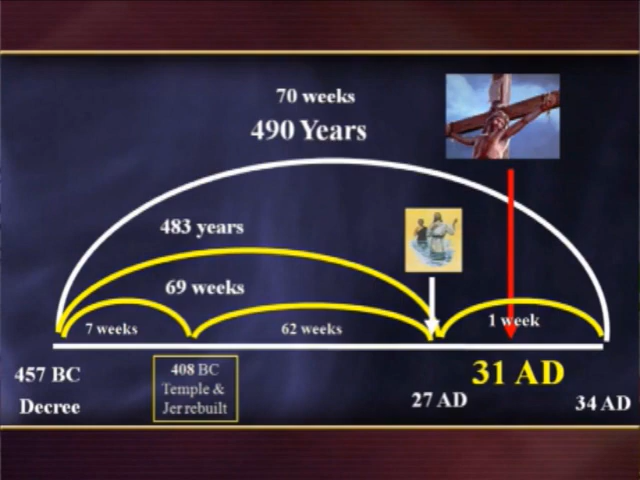 70 weeks
490 Years
483 years
69 weeks
7 weeks
62 weeks
1 week
457 BC
Decree
408 BC
Temple &
Jer rebuilt
27 AD
31 AD
34 AD